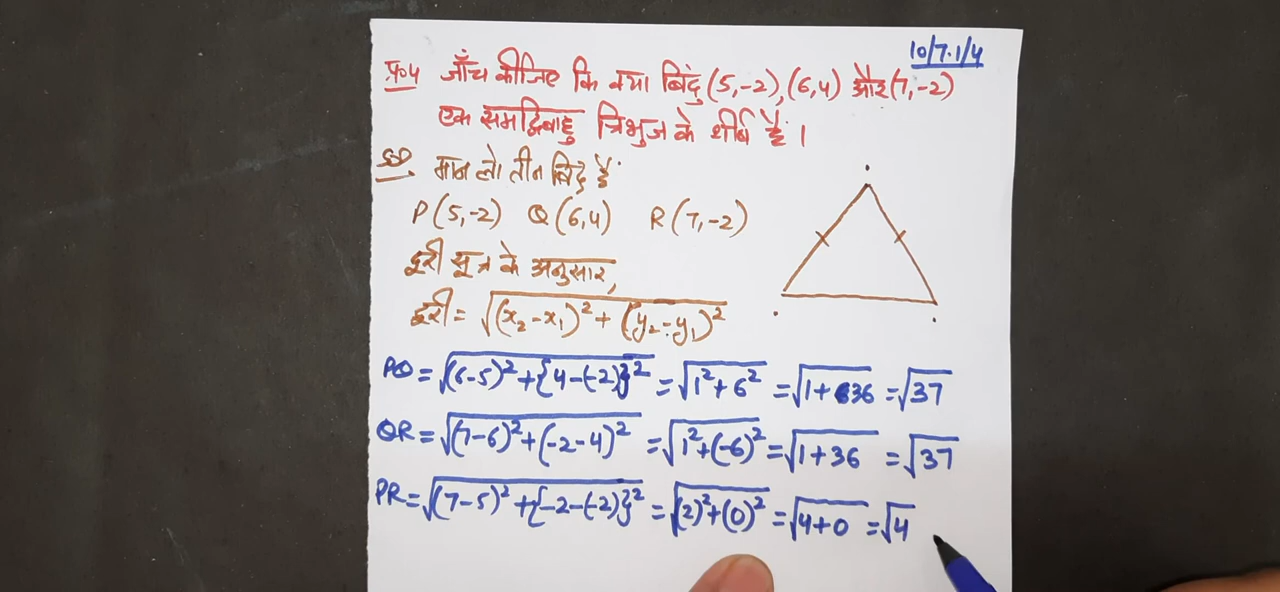 10/7.1/4
प्र०4 जाँच कीजिए कि क्या बिंदु (5,-2), (6,4) और (7,-2)
एक समद्विबाहु त्रिभुज के शीर्ष हैं ।
मान लो तीन बिंदु हैं
P(5,-2) Q(6,4) R(7,-2)
दूरी सूत्र के अनुसार,
दूरी = √(x₂-x₁)² + (y₂-y₁)²
PQ = √(6-5)² + {4-(-2)}² = √1²+6² = √1+36 = √37
QR = √(7-6)² + (-2-4)² = √1²+(-6)² = √1+36 = √37
PR = √(7-5)² + {-2-(-2)}² = √(2)²+(0)² = √4+0 = √4